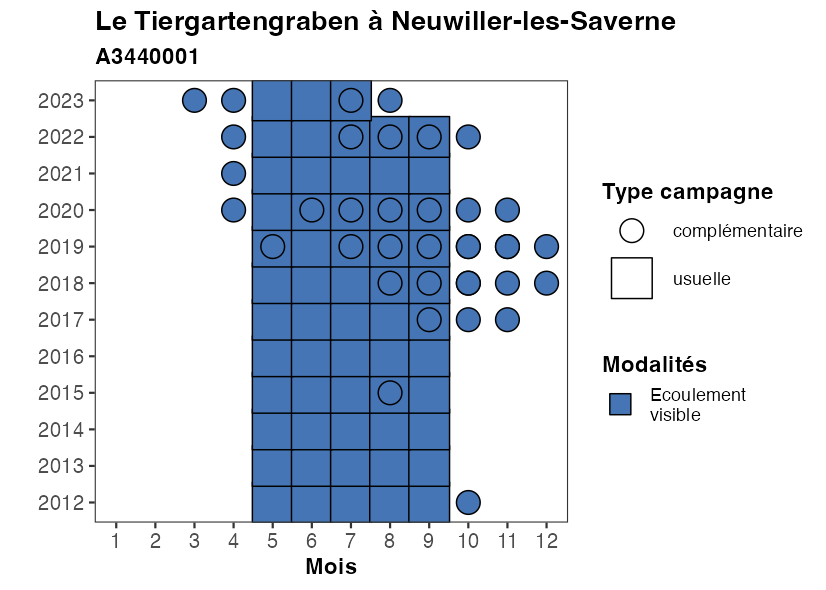 Le Tiergartengraben à Neuwiller-les-Saverne
A3440001
2023
2022
2021
2020
2019
2018
2017
2016
2015
2014
2013
2012
1 2 3 4 5 6 7 8 9 10 11 12
Mois
Type campagne
complémentaire
usuelle
Modalités
Ecoulement
visible